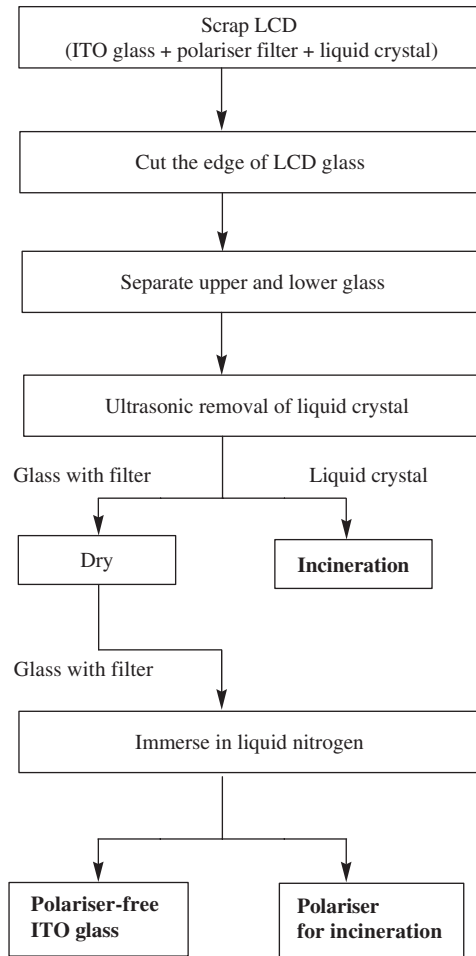 Scrap LCD
(ITO glass + polariser filter + liquid crystal)
Cut the edge of LCD glass
Separate upper and lower glass
Ultrasonic removal of liquid crystal
Glass with filter
Liquid crystal
Dry
Incineration
Glass with filter
Immerse in liquid nitrogen
Polariser-free
ITO glass
Polariser
for incineration